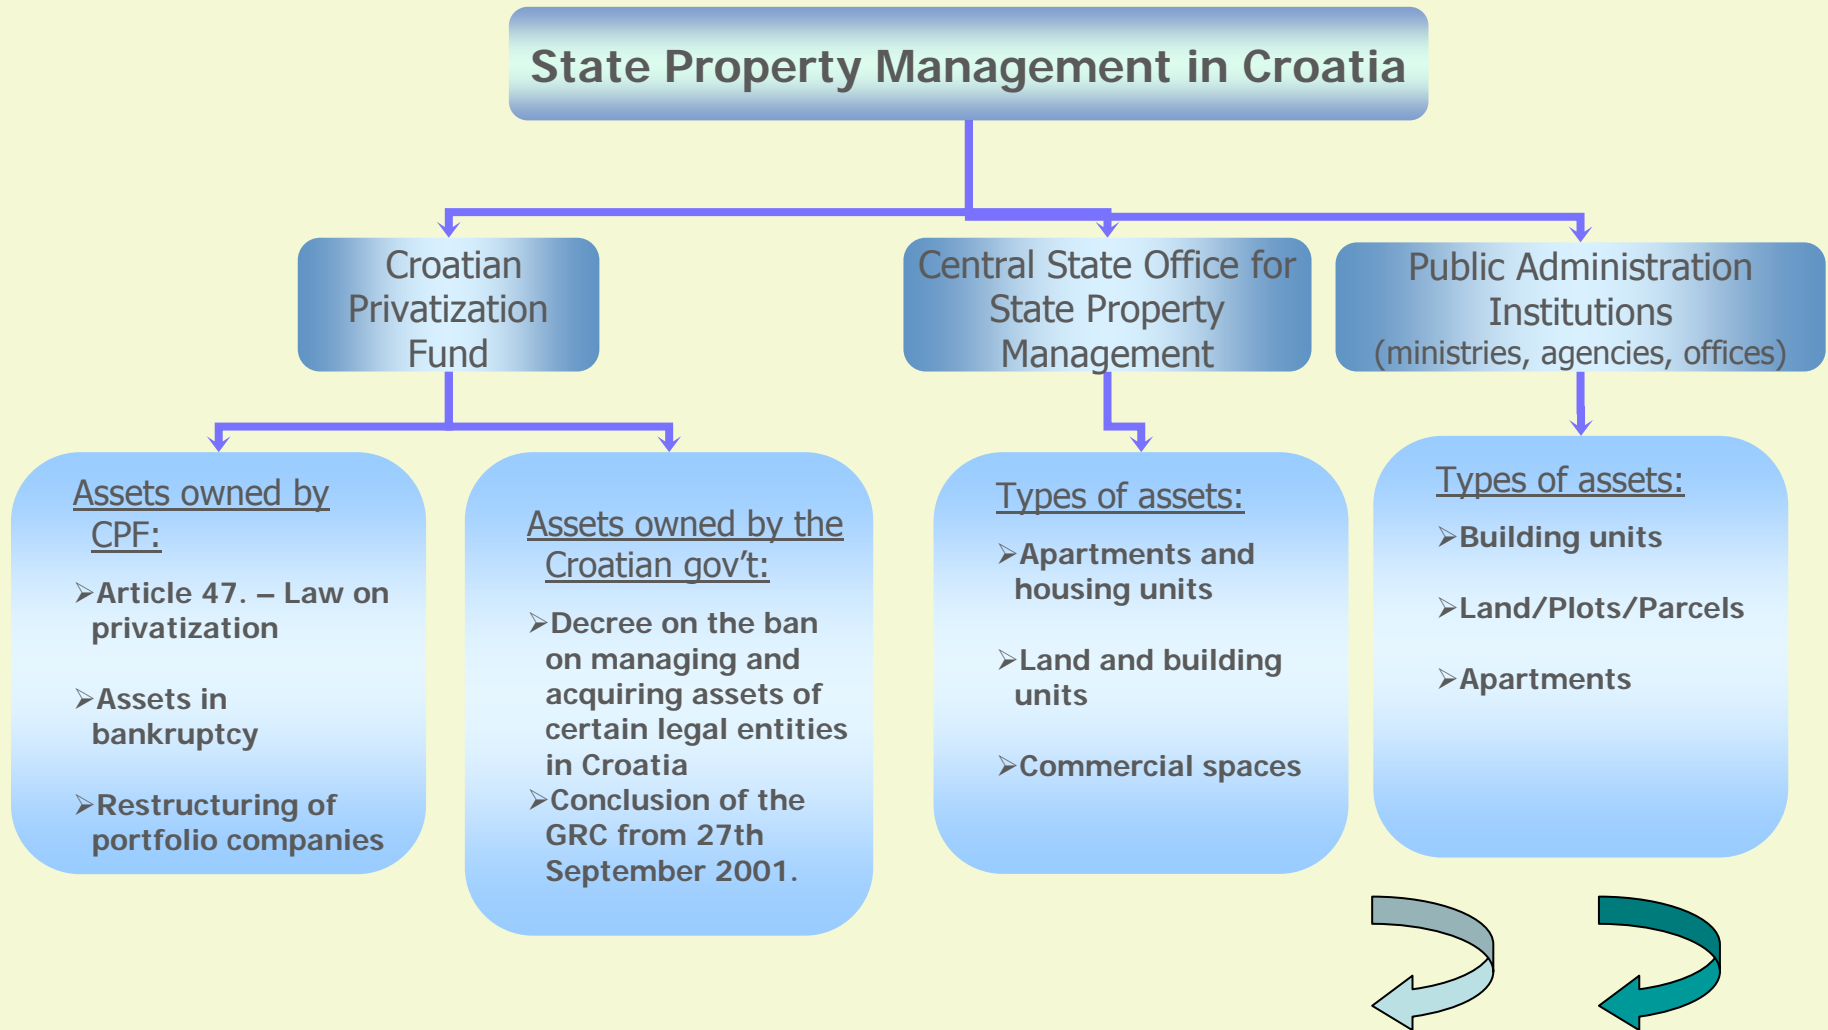 State Property Management in Croatia
Croatian
Privatization
Fund
Central State Office for
State Property
Management
Public Administration
Institutions
(ministries, agencies, offices)
Assets owned by
CPF:
➢Article 47. – Law on
privatization
➢Assets in
bankruptcy
➢Restructuring of
portfolio companies
Assets owned by the
Croatian gov’t:
➢Decree on the ban
on managing and
acquiring assets of
certain legal entities
in Croatia
➢Conclusion of the
GRC from 27th
September 2001.
Types of assets:
➢Apartments and
housing units
➢Land and building
units
➢Commercial spaces
Types of assets:
➢Building units
➢Land/Plots/Parcels
➢Apartments